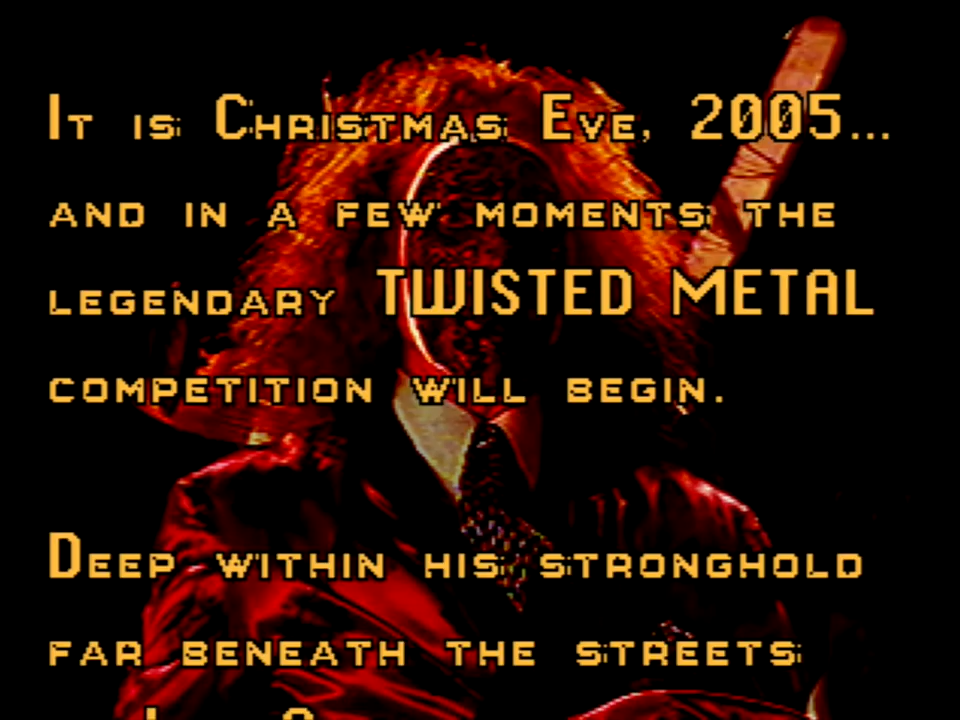 It is Christmas Eve, 2005...
and in a few moments the
legendary TWISTED METAL
competition will begin.
Deep within his stronghold
far beneath the streets